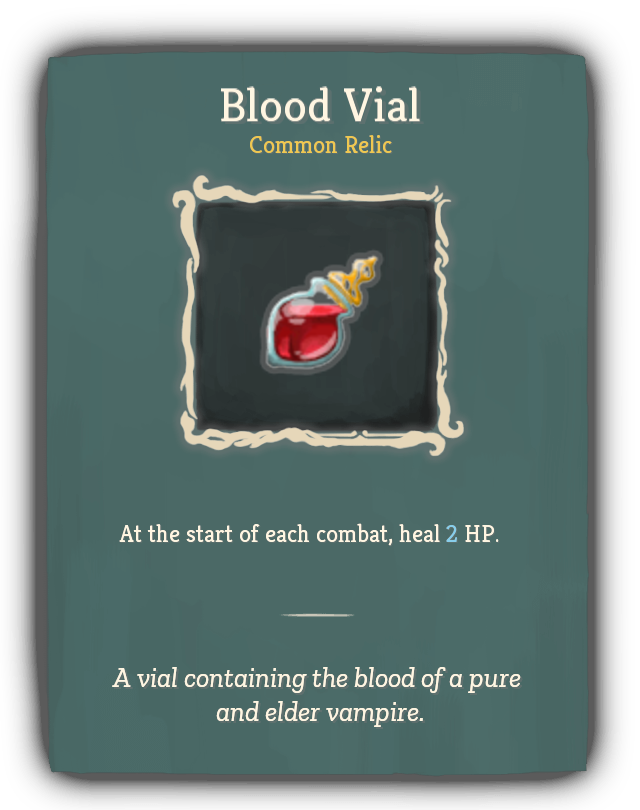 Blood Vial
Common Relic
At the start of each combat, heal 2 HP.
A vial containing the blood of a pure
and elder vampire.